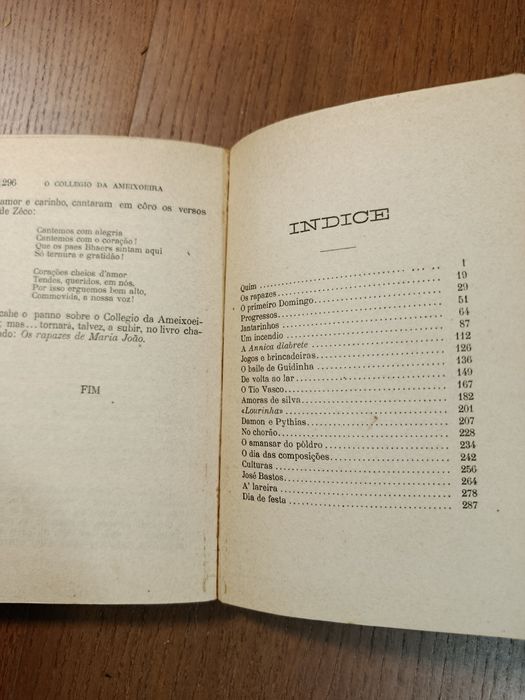 296 O COLLEGIO DA AMEIXOEIRA
amor e carinho, cantaram em côro os versos
de Zéco:
Cantemos com alegria
Cantemos com o coração!
Que os paes Bhaers sintam aqui
Só ternura e gratidão!
Corações cheios d'amor
Tendes, queridos, em nós.
Por isso erguemos bem alto,
Commovida, a nossa voz!
cahe o panno sobre o Collegio da Ameixoei-
; mas... tornará, talvez, a subir, no livro cha-
ado: Os rapazes de Maria João.
FIM
INDICE
Quim 1
Os rapazes 19
O primeiro Domingo 29
Progressos 51
Jantarinhos 64
Um incendio 87
A Annica diabrete 112
Jogos e brincadeiras 126
O baile de Guidinha 136
De volta ao lar 149
O Tio Vasco 167
Amoras de silva 182
«Lourinha» 201
Damon e Pythias 207
No chorão 228
O amansar do pôldro 234
O dia das composições 242
Culturas 256
José Bastos 264
A' lareira 278
Dia de festa 287